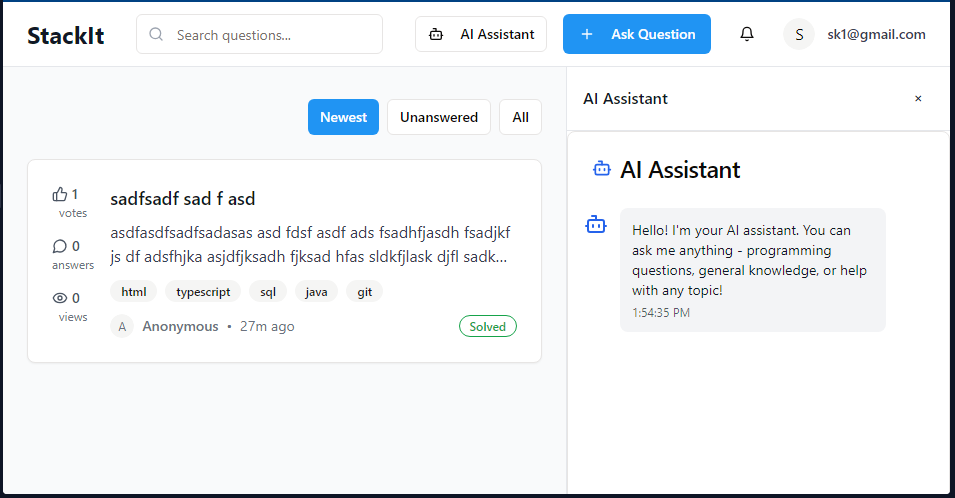 StackIt
Search questions...
AI Assistant
Ask Question
S
sk1@gmail.com
Newest
Unanswered
All
1
votes
0
answers
0
views
sadfsadf sad f asd
asdfasdfsadfsadasas asd fdsf asdf ads fsadhfjasdh fsadjkf
js df adsfhjka asjdfjksadh fjksad hfas sldkfjlask djfl sadk...
html
typescript
sql
java
git
A
Anonymous • 27m ago
Solved
AI Assistant
×
AI Assistant
Hello! I'm your AI assistant. You can
ask me anything - programming
questions, general knowledge, or help
with any topic!
1:54:35 PM